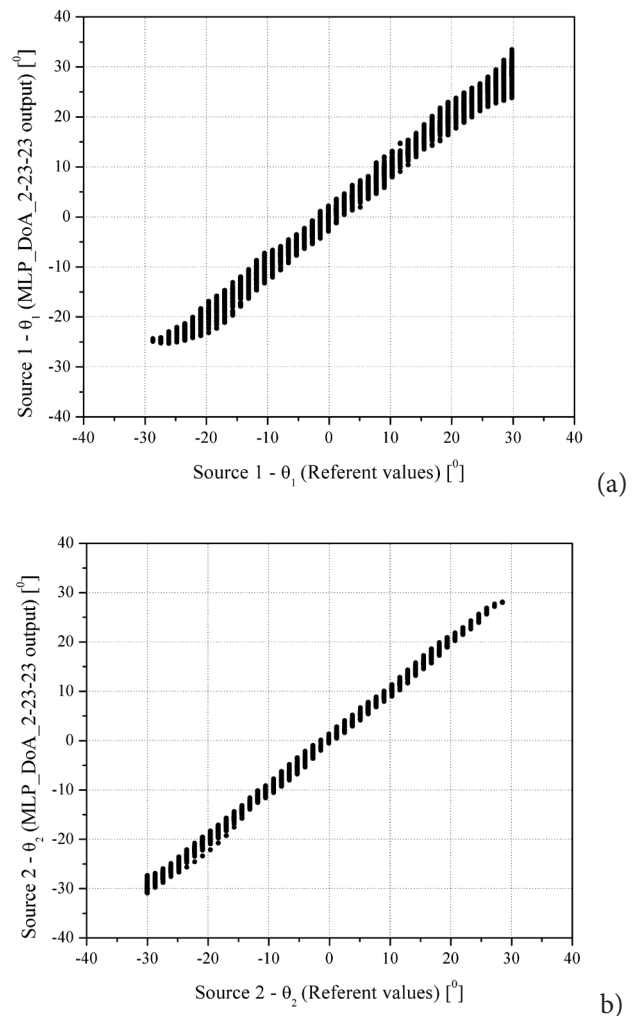 40
30
20
10
0
-10
-20
-30
-40
Source 1 - θ₁ (MLP_DoA_2-23-23 output) [⁰]
-40 -30 -20 -10 0 10 20 30 40
Source 1 - θ₁ (Referent values) [⁰]
(a)
40
30
20
10
0
-10
-20
-30
-40
Source 2 - θ₂ (MLP_DoA_2-23-23 output) [⁰]
-40 -30 -20 -10 0 10 20 30 40
Source 2 - θ₂ (Referent values) [⁰]
b)